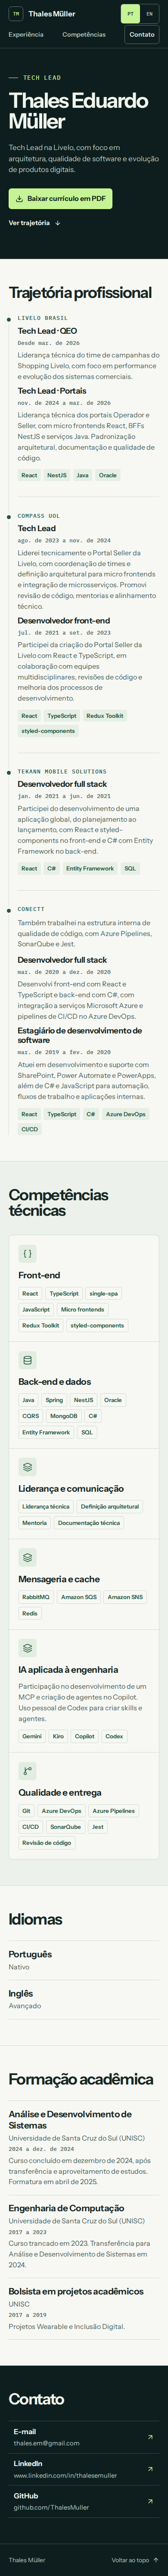 TM Thales Müller PT EN
Experiência Competências Contato
TECH LEAD
Thales Eduardo
Müller
Tech Lead na Livelo, com foco em
arquitetura, qualidade de software e evolução
de produtos digitais.
Baixar currículo em PDF
Ver trajetória ↓
Trajetória profissional
LIVELO BRASIL
Tech Lead · QEO
Desde mar. de 2026
Liderança técnica do time de campanhas do
Shopping Livelo, com foco em performance
e evolução dos sistemas comerciais.
Tech Lead · Portais
nov. de 2024 a mar. de 2026
Liderança técnica dos portais Operador e
Seller, com micro frontends React, BFFs
NestJS e serviços Java. Padronização
arquitetural, documentação e qualidade de
código.
React NestJS Java Oracle
COMPASS UOL
Tech Lead
ago. de 2023 a nov. de 2024
Liderei tecnicamente o Portal Seller da
Livelo, com coordenação de times e
definição arquitetural para micro frontends
e integração de microsserviços. Promovi
revisão de código, mentorias e alinhamento
técnico.
Desenvolvedor front-end
jul. de 2021 a set. de 2023
Participei da criação do Portal Seller da
Livelo com React e TypeScript, em
colaboração com equipes
multidisciplinares, revisões de código e
melhoria dos processos de
desenvolvimento.
React TypeScript Redux Toolkit
styled-components
TEKANN MOBILE SOLUTIONS
Desenvolvedor full stack
jan. de 2021 a jun. de 2021
Participei do desenvolvimento de uma
aplicação global, do planejamento ao
lançamento, com React e styled-
components no front-end e C# com Entity
Framework no back-end.
React C# Entity Framework SQL
CONECTT
Também trabalhei na estrutura interna de
qualidade de código, com Azure Pipelines,
SonarQube e Jest.
Desenvolvedor full stack
mar. de 2020 a dez. de 2020
Desenvolvi front-end com React e
TypeScript e back-end com C#, com
integração a serviços Microsoft Azure e
pipelines de CI/CD no Azure DevOps.
Estagiário de desenvolvimento de
software
mar. de 2019 a fev. de 2020
Atuei em desenvolvimento e suporte com
SharePoint, Power Automate e PowerApps,
além de C# e JavaScript para automação,
fluxos de trabalho e aplicações internas.
React TypeScript C# Azure DevOps
CI/CD
Competências
técnicas
Front-end
React TypeScript single-spa
JavaScript Micro frontends
Redux Toolkit styled-components
Back-end e dados
Java Spring NestJS Oracle
CQRS MongoDB C#
Entity Framework SQL
Liderança e comunicação
Liderança técnica Definição arquitetural
Mentoria Documentação técnica
Mensageria e cache
RabbitMQ Amazon SQS Amazon SNS
Redis
IA aplicada à engenharia
Participação no desenvolvimento de um
MCP e criação de agentes no Copilot.
Uso pessoal de Codex para criar skills e
agentes.
Gemini Kiro Copilot Codex
Qualidade e entrega
Git Azure DevOps Azure Pipelines
CI/CD SonarQube Jest
Revisão de código
Idiomas
Português
Nativo
Inglês
Avançado
Formação acadêmica
Análise e Desenvolvimento de
Sistemas
Universidade de Santa Cruz do Sul (UNISC)
2024 a dez. de 2024
Curso concluído em dezembro de 2024, após
transferência e aproveitamento de estudos.
Formatura em abril de 2025.
Engenharia de Computação
Universidade de Santa Cruz do Sul (UNISC)
2017 a 2023
Curso trancado em 2023. Transferência para
Análise e Desenvolvimento de Sistemas em
2024.
Bolsista em projetos acadêmicos
UNISC
2017 a 2019
Projetos Wearable e Inclusão Digital.
Contato
E-mail
thales.em@gmail.com
LinkedIn
www.linkedin.com/in/thalesemuller
GitHub
github.com/ThalesMuller
Thales Müller Voltar ao topo ↑